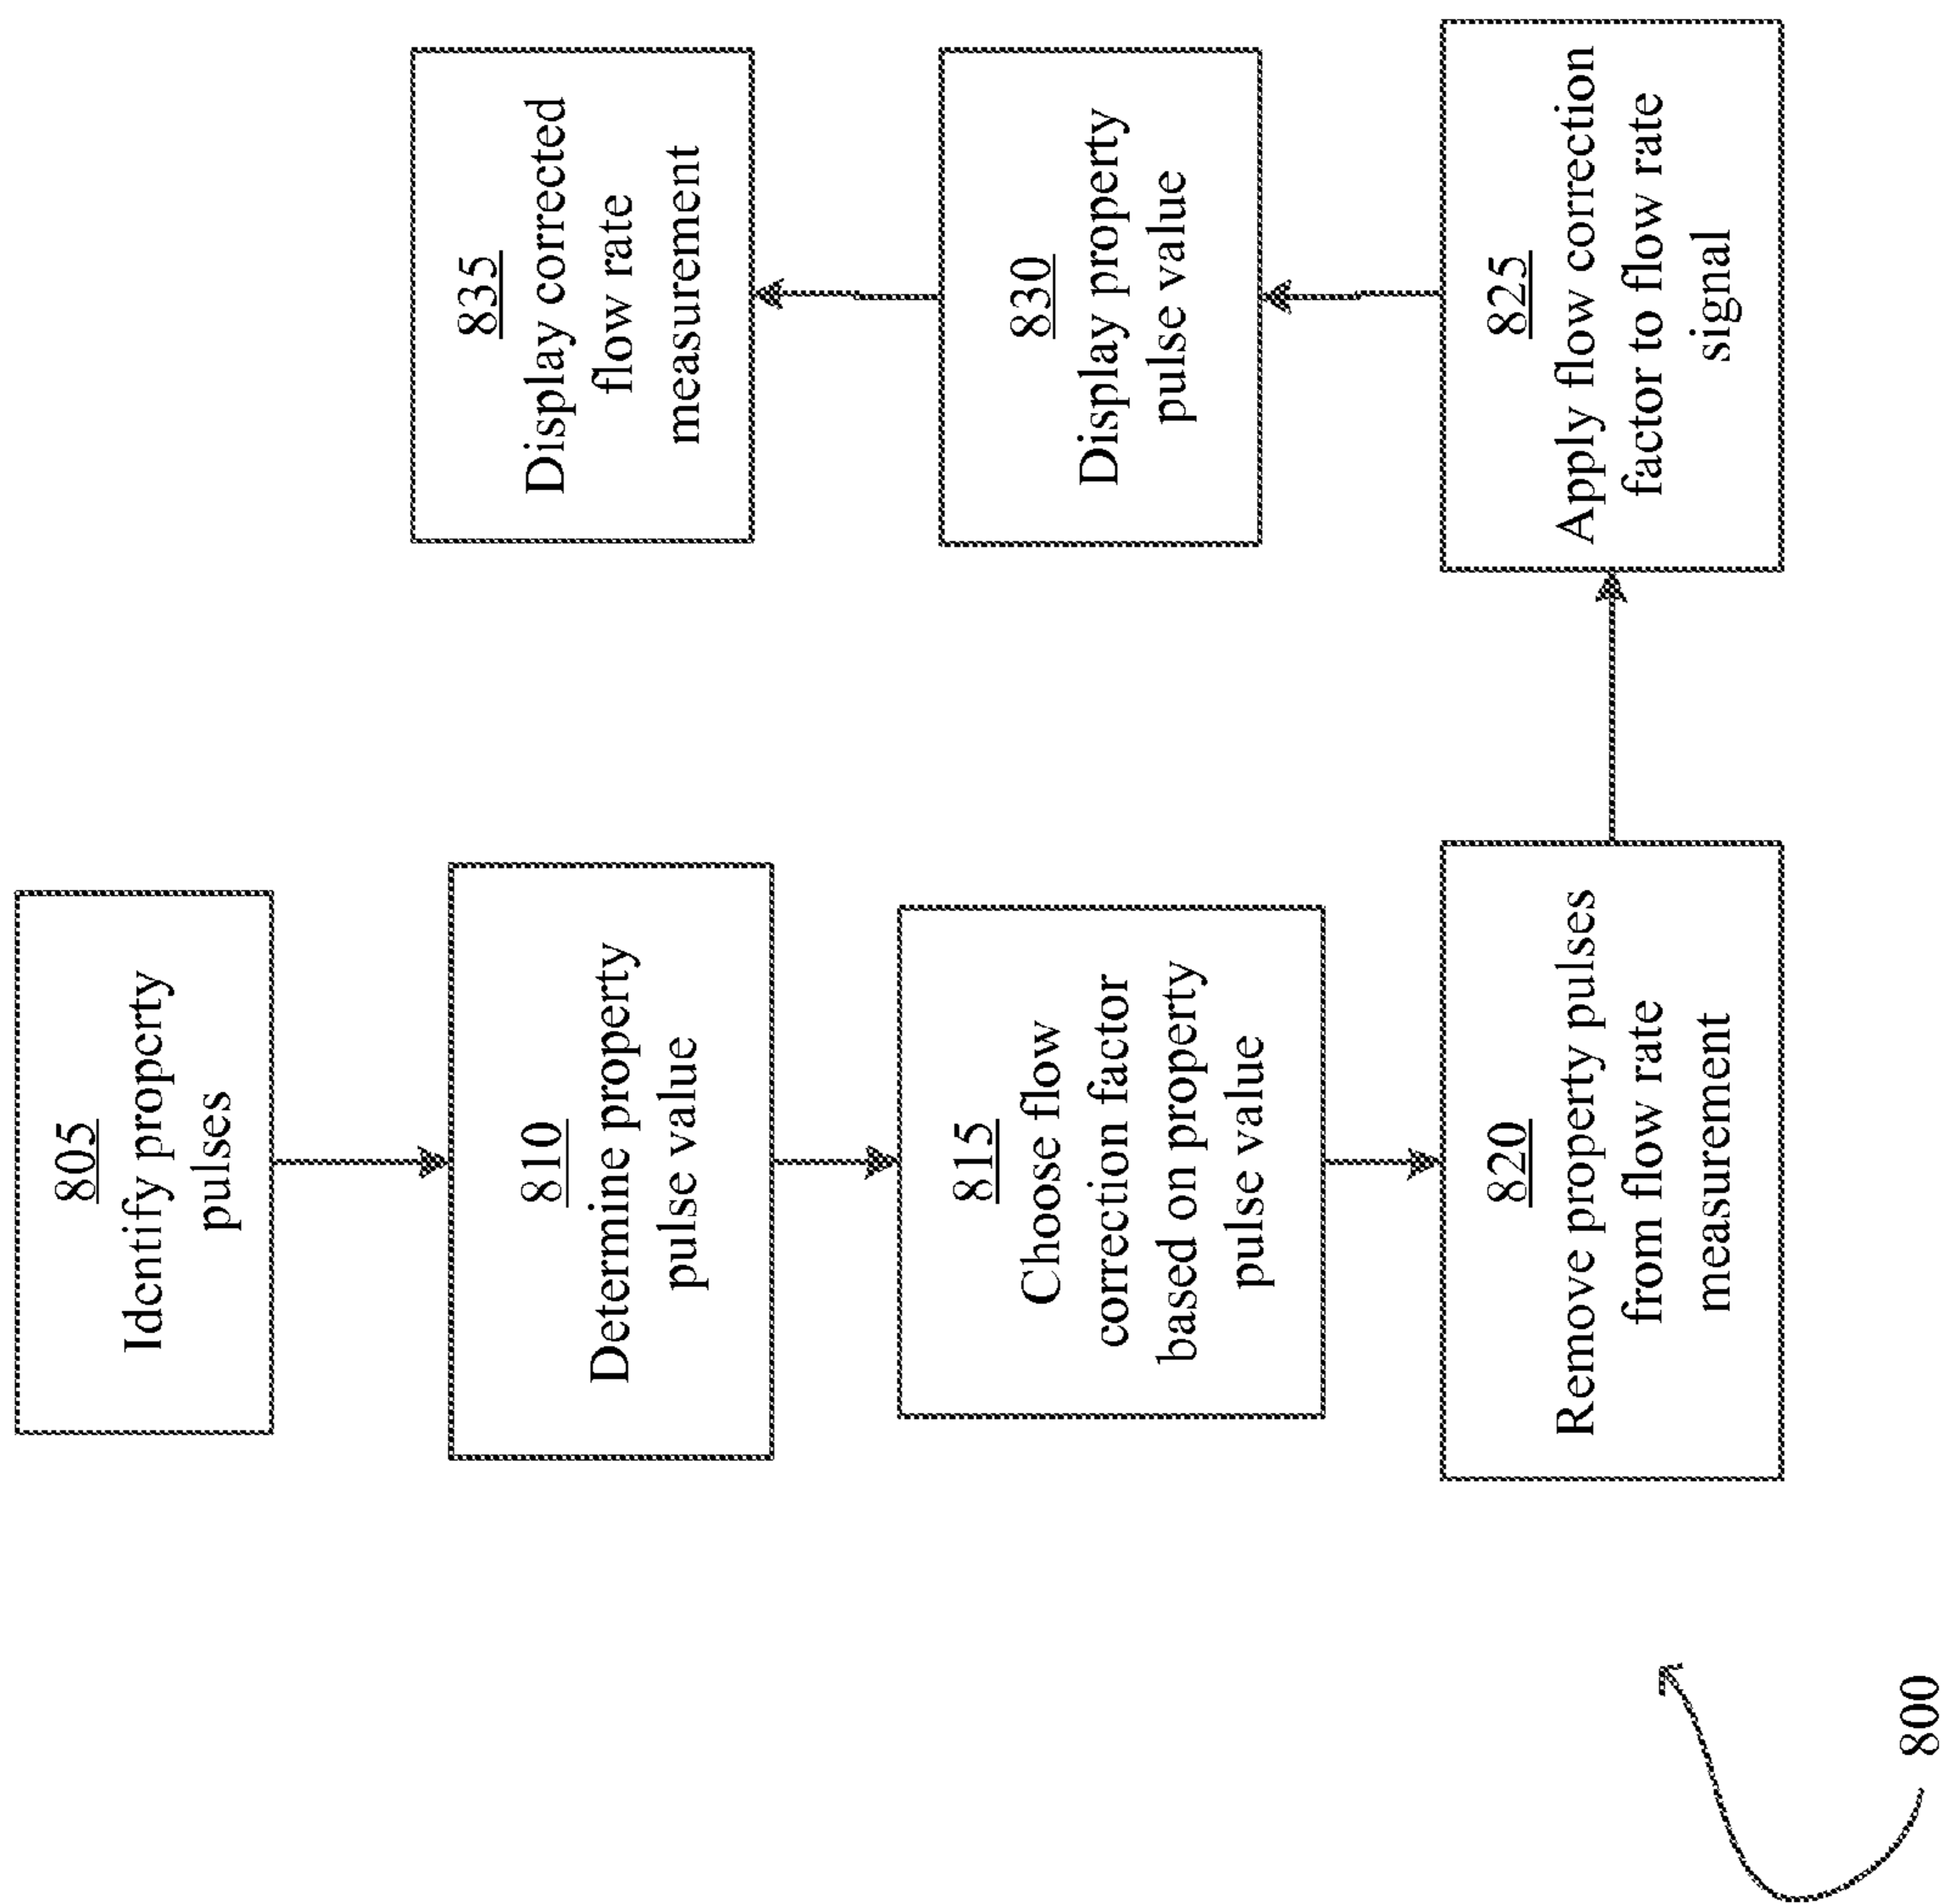 805
Identify property
pulses
810
Determine property
pulse value
815
Choose flow
correction factor
based on property
pulse value
820
Remove property pulses
from flow rate
measurement
825
Apply flow correction
factor to flow rate
signal
830
Display property
pulse value
835
Display corrected
flow rate
measurement
800